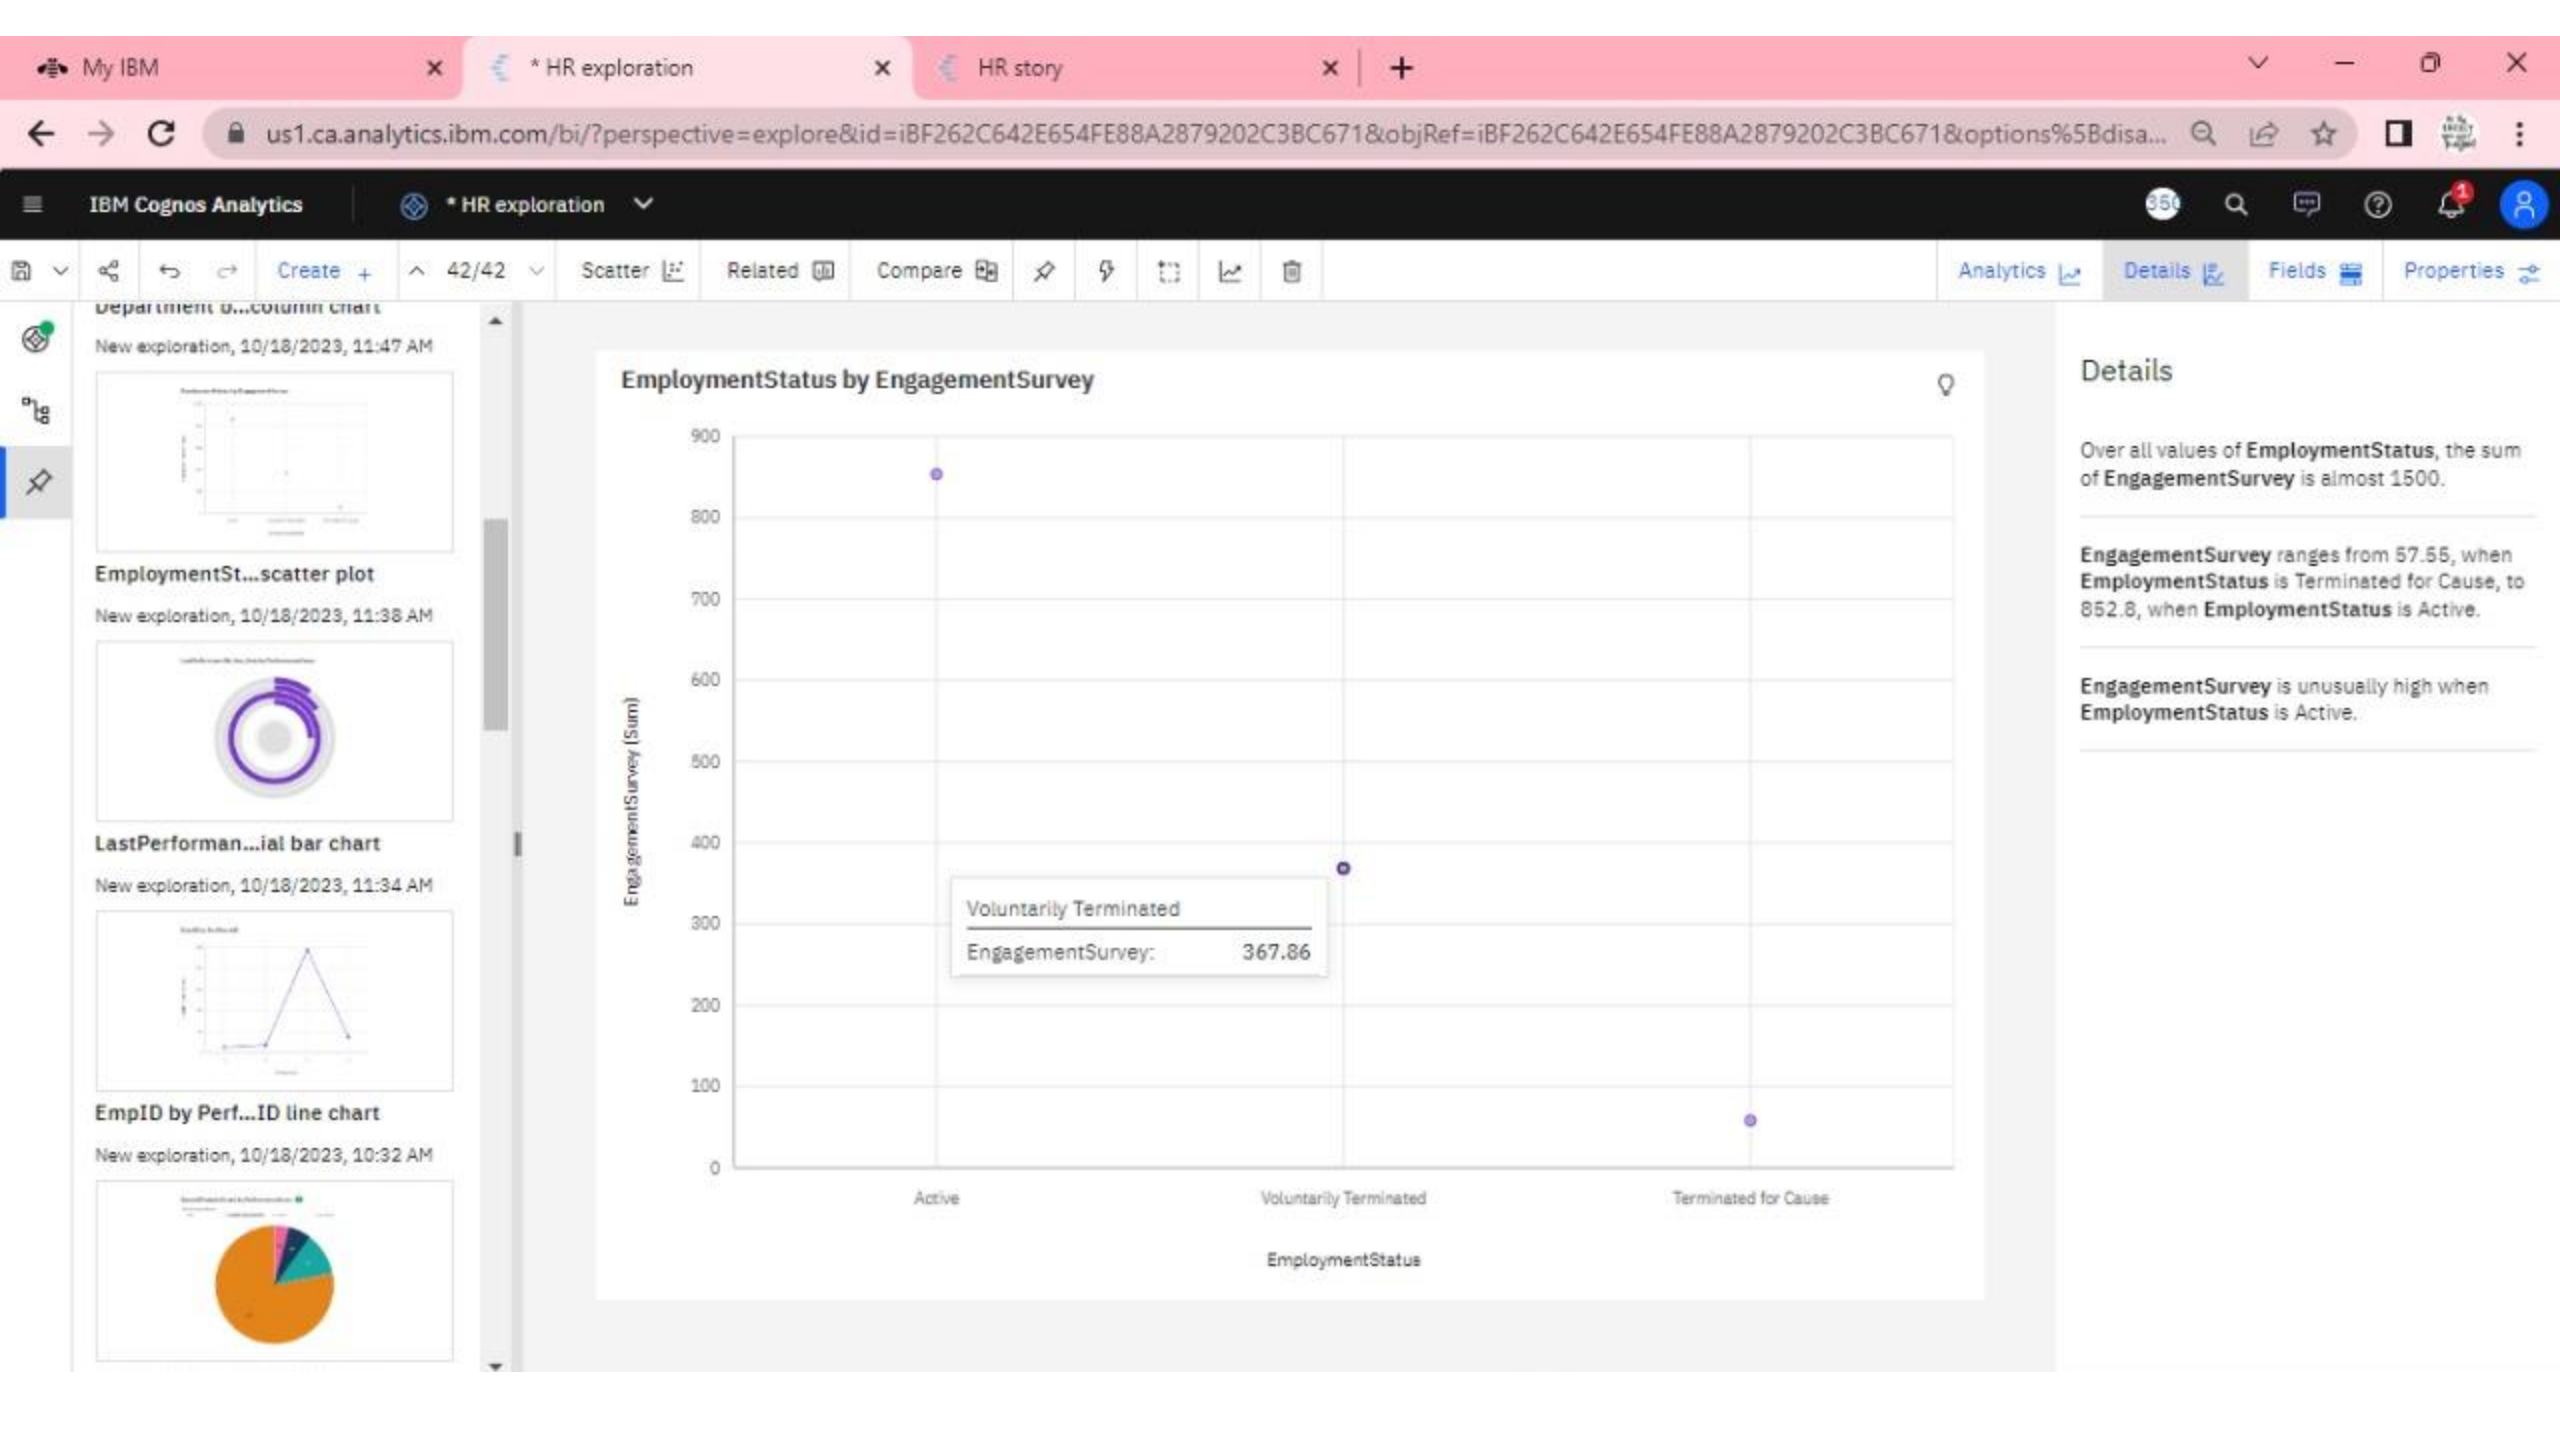 My IBM
* HR exploration
HR story
us1.ca.analytics.ibm.com/bi/?perspective=explore&id=iBF262C642E654FE88A2879202C3BC671&objRef=iBF262C642E654FE88A2879202C3BC671&options%5Bdisa...
IBM Cognos Analytics
* HR exploration
1
Create +
42/42
Scatter
Related
Compare
Analytics
Details
Fields
Properties
Department b...column chart
New exploration, 10/18/2023, 11:47 AM
EmploymentSt...scatter plot
New exploration, 10/18/2023, 11:38 AM
LastPerforman...ial bar chart
New exploration, 10/18/2023, 11:34 AM
EmpID by Perf...ID line chart
New exploration, 10/18/2023, 10:32 AM
EmploymentStatus by EngagementSurvey
EngagementSurvey (Sum)
900
800
700
600
500
400
300
200
100
0
Voluntarily Terminated
EngagementSurvey: 367.86
Active
Voluntarily Terminated
Terminated for Cause
EmploymentStatus
Details
Over all values of EmploymentStatus, the sum
of EngagementSurvey is almost 1500.
EngagementSurvey ranges from 57.55, when
EmploymentStatus is Terminated for Cause, to
852.8, when EmploymentStatus is Active.
EngagementSurvey is unusually high when
EmploymentStatus is Active.